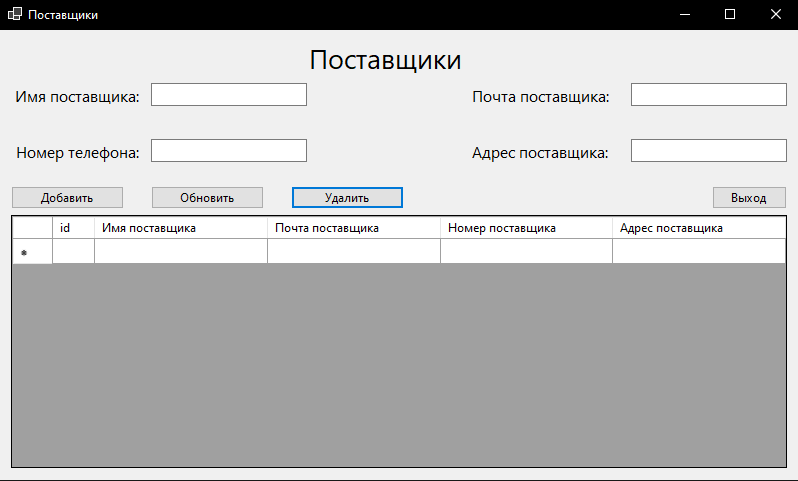 Поставщики
Поставщики
Имя поставщика:
Почта поставщика:
Номер телефона:
Адрес поставщика:
Добавить Обновить Удалить Выход
id Имя поставщика Почта поставщика Номер поставщика Адрес поставщика